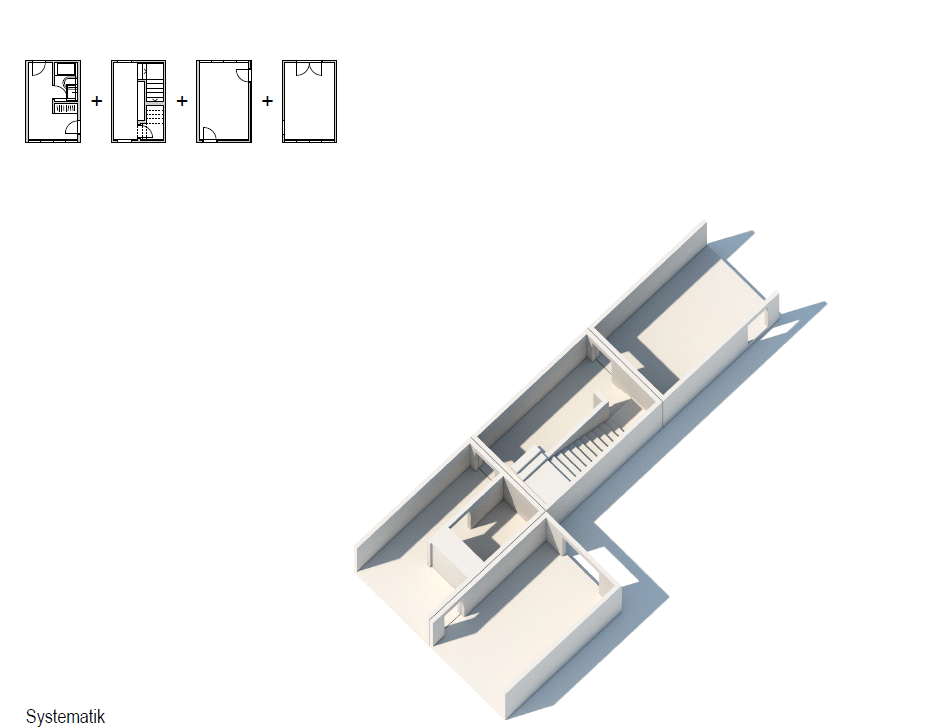 + + +
Systematik